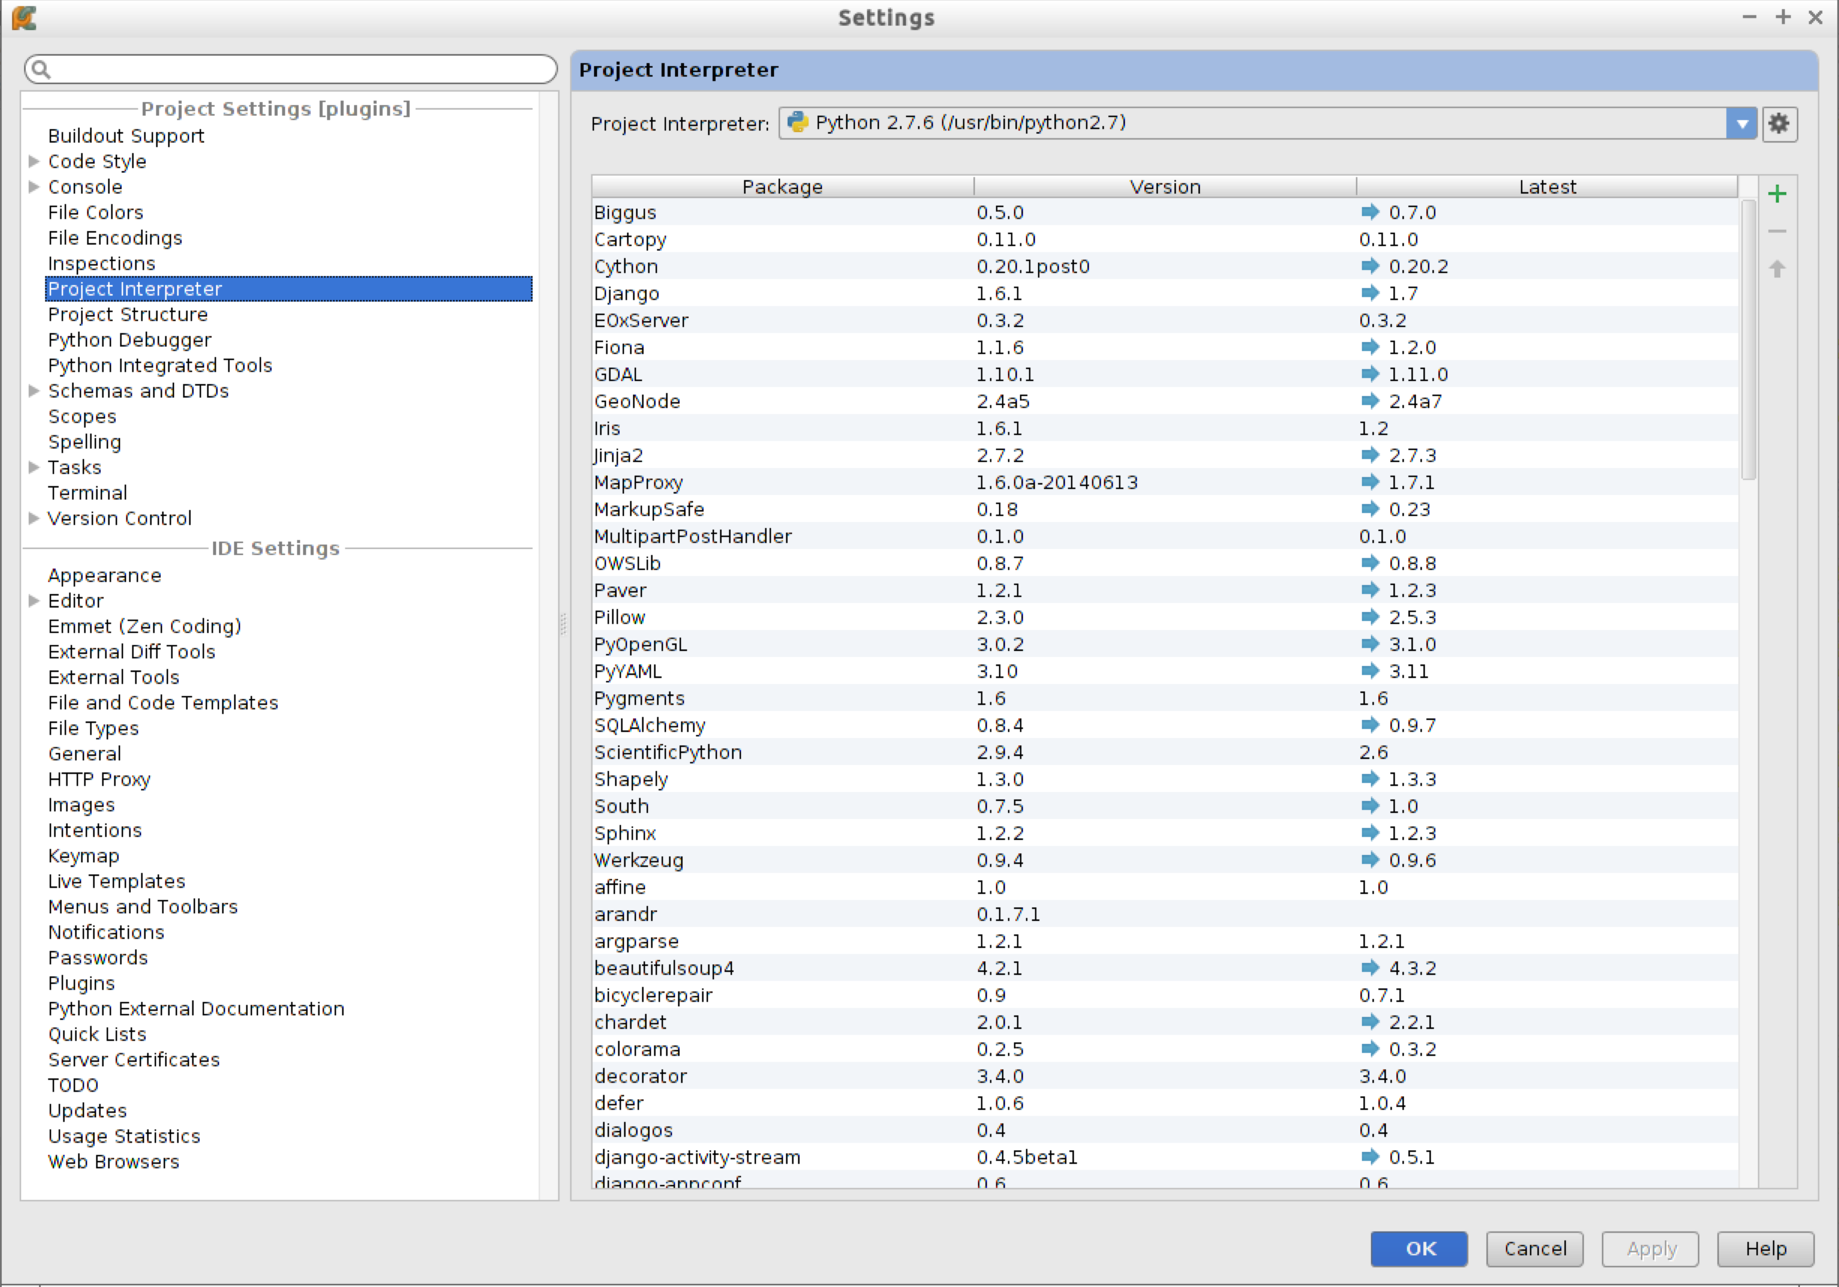 Settings
Project Settings [plugins]
Buildout Support
Code Style
Console
File Colors
File Encodings
Inspections
Project Interpreter
Project Structure
Python Debugger
Python Integrated Tools
Schemas and DTDs
Scopes
Spelling
Tasks
Terminal
Version Control
IDE Settings
Appearance
Editor
Emmet (Zen Coding)
External Diff Tools
External Tools
File and Code Templates
File Types
General
HTTP Proxy
Images
Intentions
Keymap
Live Templates
Menus and Toolbars
Notifications
Passwords
Plugins
Python External Documentation
Quick Lists
Server Certificates
TODO
Updates
Usage Statistics
Web Browsers
Project Interpreter
Project Interpreter: Python 2.7.6 (/usr/bin/python2.7)
Package Version Latest
Biggus 0.5.0 0.7.0
Cartopy 0.11.0 0.11.0
Cython 0.20.1post0 0.20.2
Django 1.6.1 1.7
EOxServer 0.3.2 0.3.2
Fiona 1.1.6 1.2.0
GDAL 1.10.1 1.11.0
GeoNode 2.4a5 2.4a7
Iris 1.6.1 1.2
Jinja2 2.7.2 2.7.3
MapProxy 1.6.0a-20140613 1.7.1
MarkupSafe 0.18 0.23
MultipartPostHandler 0.1.0 0.1.0
OWSLib 0.8.7 0.8.8
Paver 1.2.1 1.2.3
Pillow 2.3.0 2.5.3
PyOpenGL 3.0.2 3.1.0
PyYAML 3.10 3.11
Pygments 1.6 1.6
SQLAlchemy 0.8.4 0.9.7
ScientificPython 2.9.4 2.6
Shapely 1.3.0 1.3.3
South 0.7.5 1.0
Sphinx 1.2.2 1.2.3
Werkzeug 0.9.4 0.9.6
affine 1.0 1.0
arandr 0.1.7.1
argparse 1.2.1 1.2.1
beautifulsoup4 4.2.1 4.3.2
bicyclerepair 0.9 0.7.1
chardet 2.0.1 2.2.1
colorama 0.2.5 0.3.2
decorator 3.4.0 3.4.0
defer 1.0.6 1.0.4
dialogos 0.4 0.4
django-activity-stream 0.4.5beta1 0.5.1
django-appconf 0.6 0.6
OK Cancel Apply Help